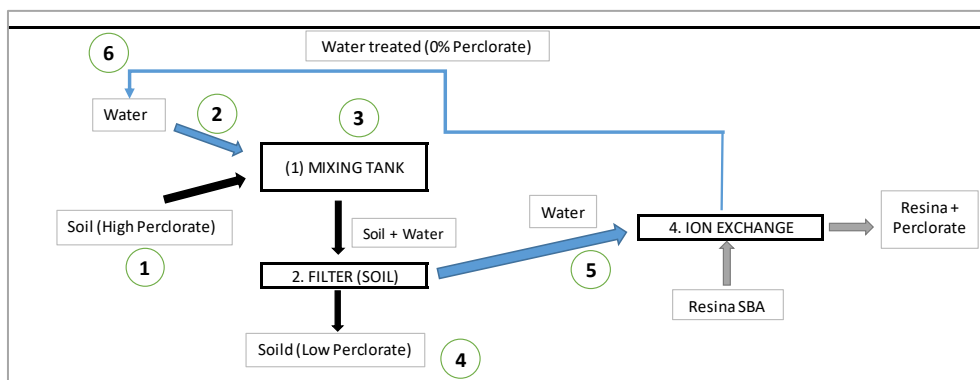 Water treated (0% Perclorate)
6
Water
2
3
(1) MIXING TANK
Soil (High Perclorate)
1
Soil + Water
Water
4. ION EXCHANGE
Resina +
Perclorate
2. FILTER (SOIL)
5
Resina SBA
Soild (Low Perclorate)
4